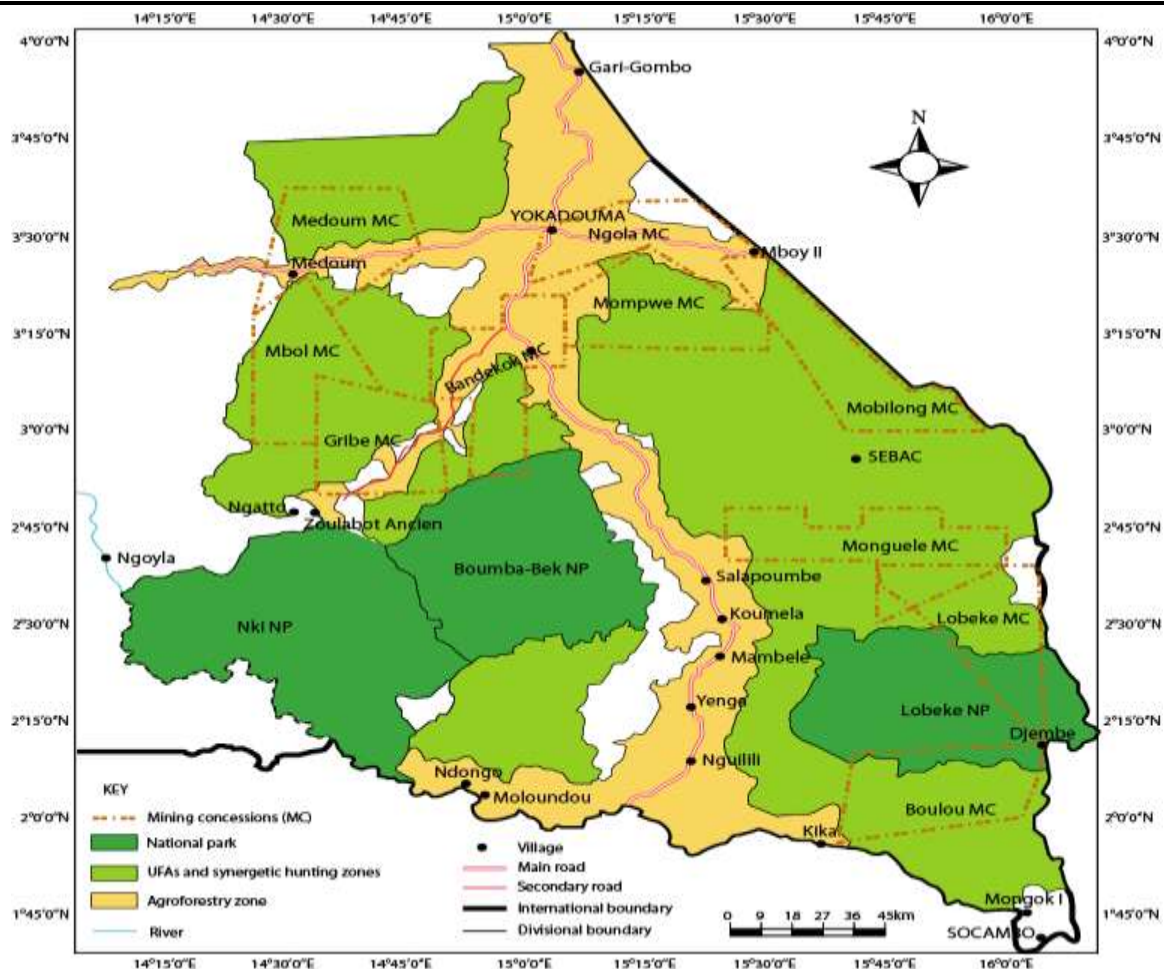 14°15'0"E 14°30'0"E 14°45'0"E 15°0'0"E 15°15'0"E 15°30'0"E 15°45'0"E 16°0'0"E
4°0'0"N 4°0'0"N
Gari-Gombo
N
3°45'0"N 3°45'0"N
Medoum MC
YOKADOUMA
3°30'0"N 3°30'0"N
Ngola MC
Mboy II
Medoum
Mompwe MC
3°15'0"N 3°15'0"N
Mbol MC
Bandekok MC
Mobilong MC
3°0'0"N 3°0'0"N
Gribe MC
SEBAC
Ngatto
Zoulabot Ancien
2°45'0"N 2°45'0"N
Monguele MC
Ngoyla
Boumba-Bek NP
Salapoumbe
Koumela
Lobeke MC
2°30'0"N 2°30'0"N
Nki NP
Mambele
Yenga
Lobeke NP
2°15'0"N 2°15'0"N
Djembe
Nguilili
Ndongo
Moloundou
Boulou MC
2°0'0"N 2°0'0"N
Kika
KEY
Mining concessions (MC)
National park
UFAs and synergetic hunting zones
Agroforestry zone
River
Village
Main road
Secondary road
International boundary
Divisional boundary
0 9 18 27 36 45km
Mongok I
1°45'0"N 1°45'0"N
SOCAMBO
14°15'0"E 14°30'0"E 14°45'0"E 15°0'0"E 15°15'0"E 15°30'0"E 15°45'0"E 16°0'0"E